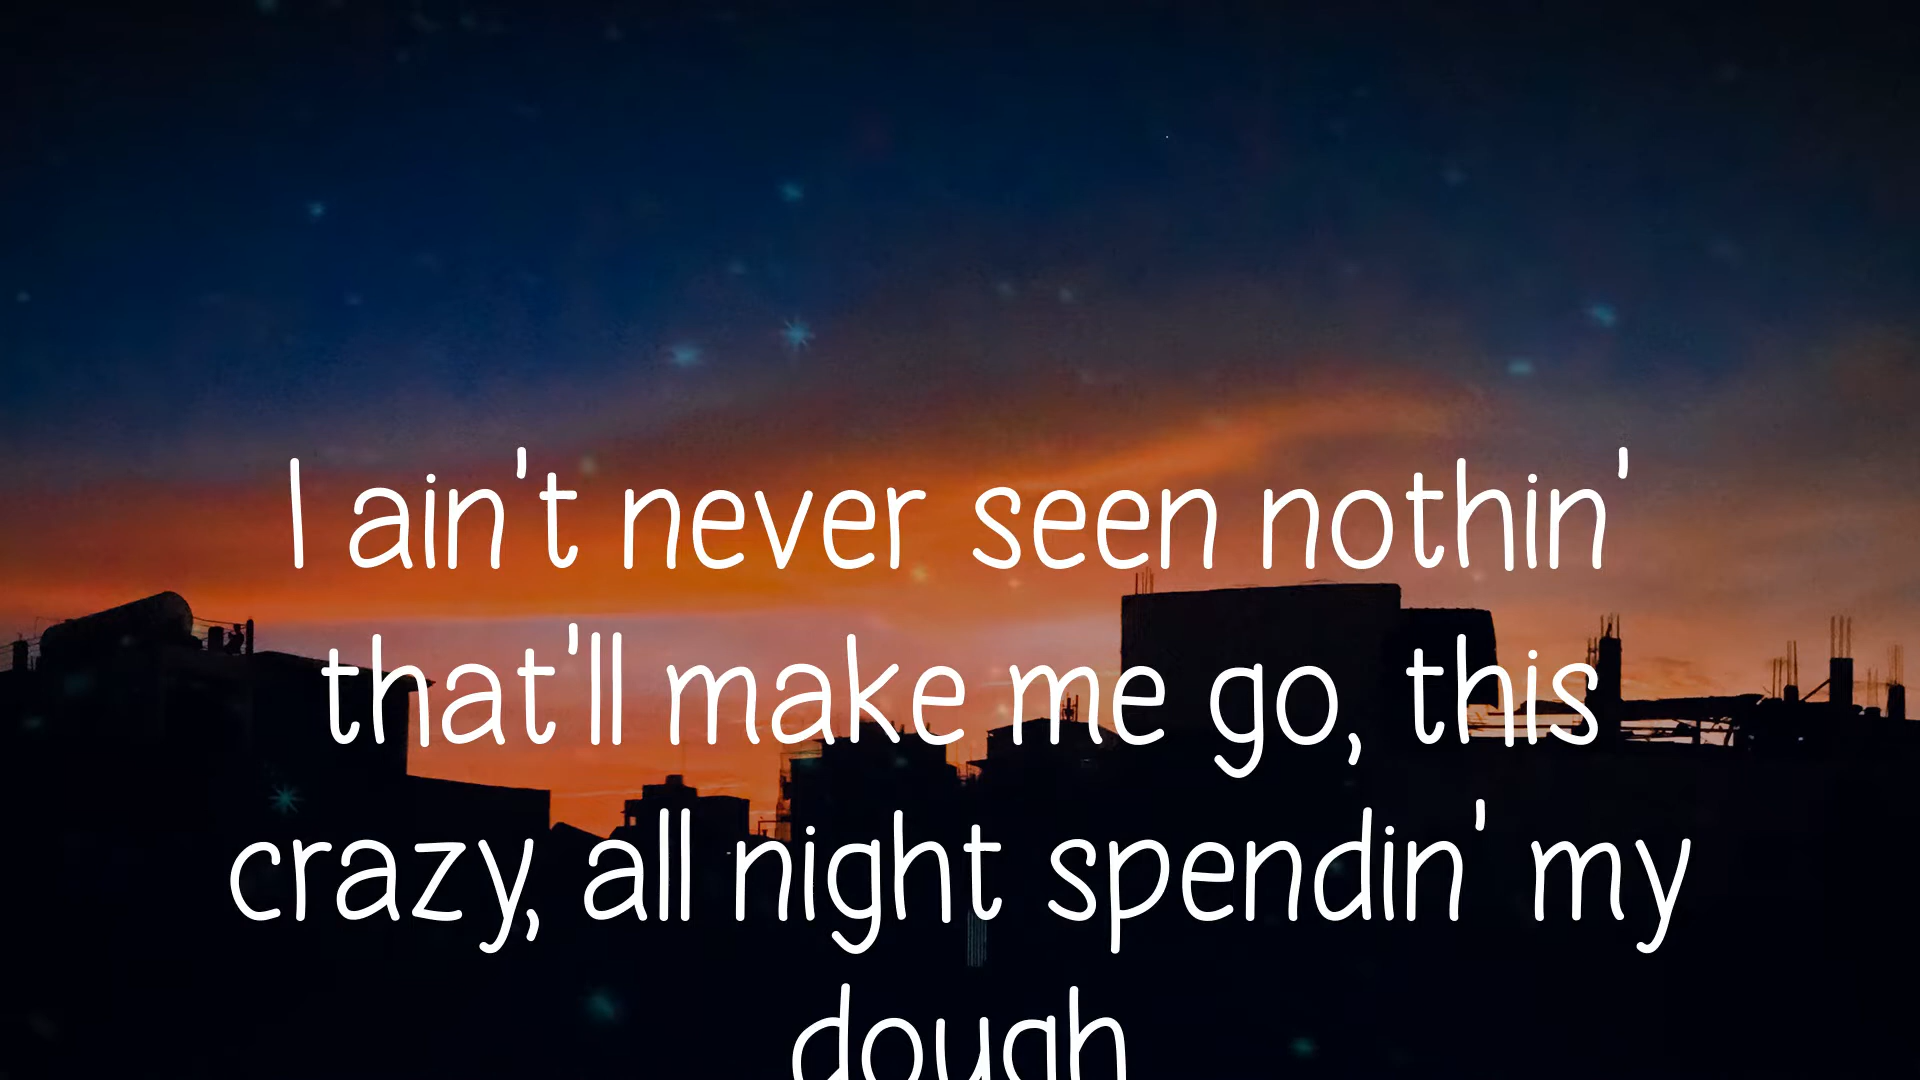 I ain't never seen nothin'
that'll make me go, this
crazy, all night spendin' my
dough